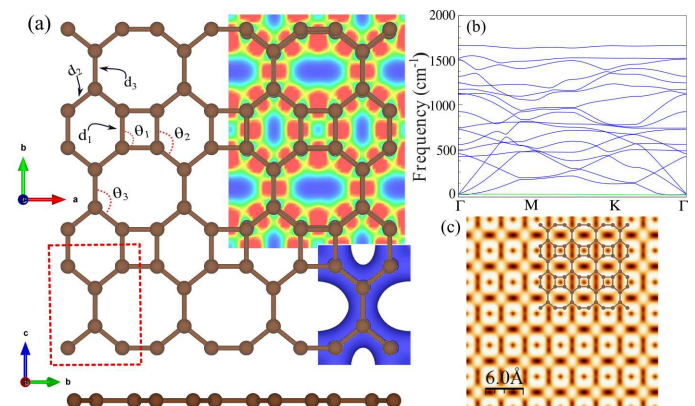 (a)
d₂
d₃
d₁
θ₁
θ₂
θ₃
b
a
c
b
(b)
2000
1500
1000
500
0
Frequency (cm⁻¹)
Γ M K Γ
(c)
6.0Å